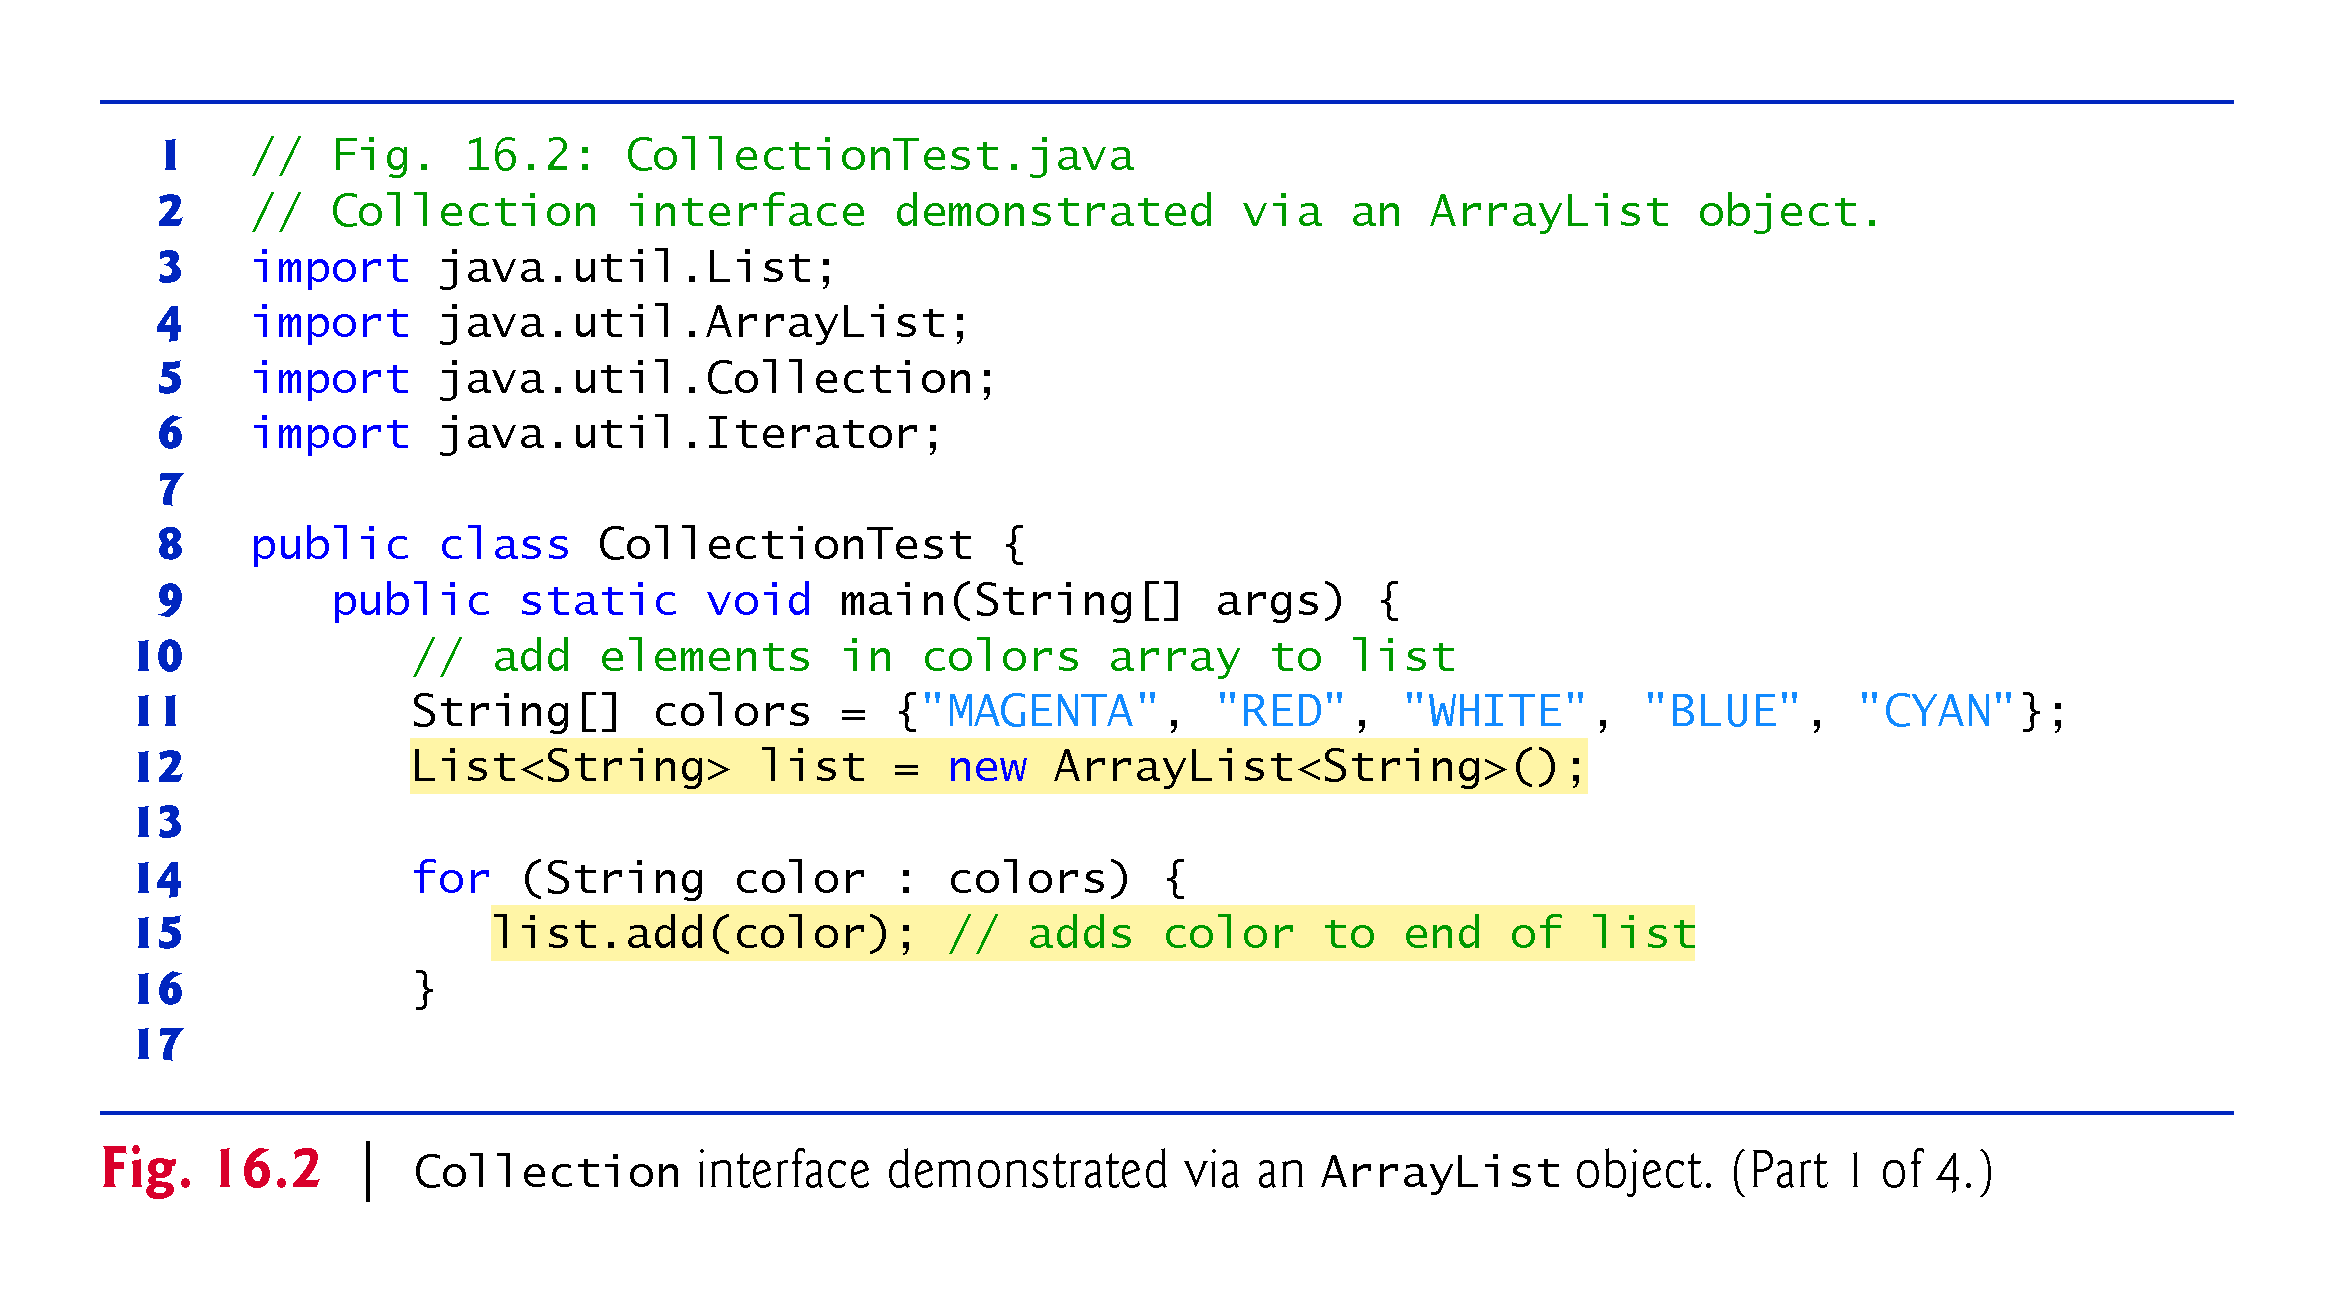 1 // Fig. 16.2: CollectionTest.java
2 // Collection interface demonstrated via an ArrayList object.
3 import java.util.List;
4 import java.util.ArrayList;
5 import java.util.Collection;
6 import java.util.Iterator;
7
8 public class CollectionTest {
9    public static void main(String[] args) {
10       // add elements in colors array to list
11       String[] colors = {"MAGENTA", "RED", "WHITE", "BLUE", "CYAN"};
12       List<String> list = new ArrayList<String>();
13
14       for (String color : colors) {
15          list.add(color); // adds color to end of list
16       }
17
Fig. 16.2 | Collection interface demonstrated via an ArrayList object. (Part 1 of 4.)